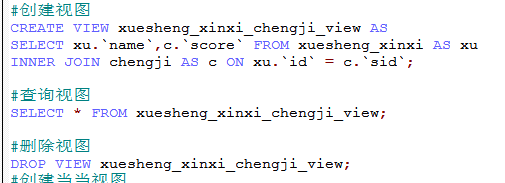 #创建视图
CREATE VIEW xuesheng_xinxi_chengji_view AS
SELECT xu.`name`,c.`score` FROM xuesheng_xinxi AS xu
INNER JOIN chengji AS c ON xu.`id` = c.`sid`;
#查询视图
SELECT * FROM xuesheng_xinxi_chengji_view;
#删除视图
DROP VIEW xuesheng_xinxi_chengji_view;
#创建当当视图